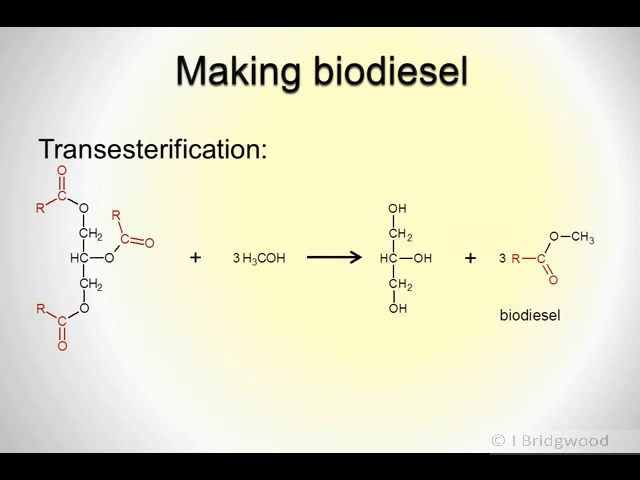 Making biodiesel
Transesterification:
O
R C O
R
CH₂ C O
HC O + 3 H₃COH
CH₂
R O
C
O
OH
CH₂
HC OH
CH₂
OH
+
O CH₃
3 R C
O
biodiesel
© I Bridgwood